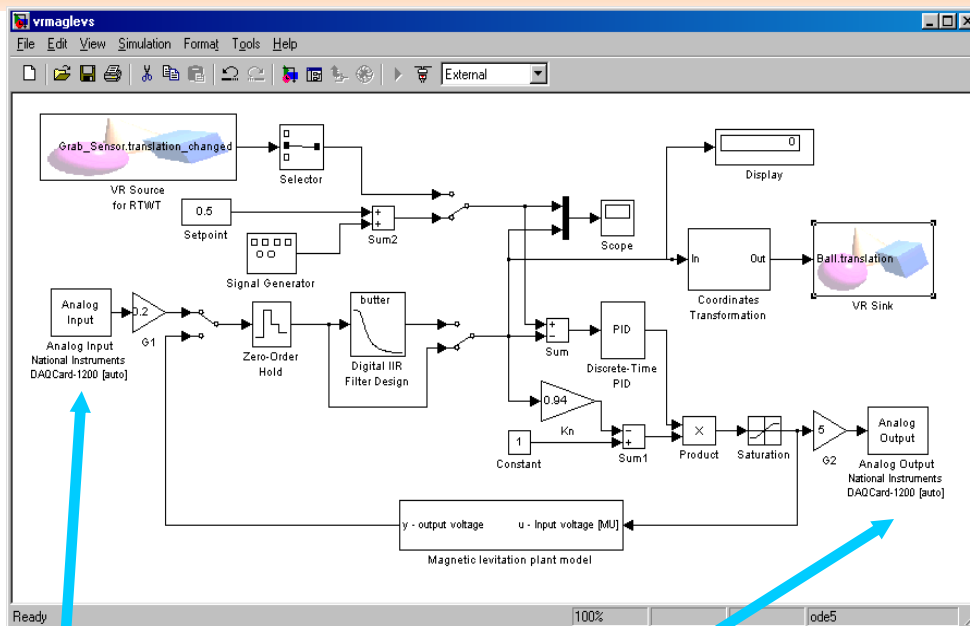 vrmaglevs
File Edit View Simulation Format Tools Help
External
Grab_Sensor.translation_changed
VR Source
for RTWT
Selector
0
Display
0.5
Setpoint
+
+
Sum2
Scope
Signal Generator
In
Out
Coordinates
Transformation
Ball.translation
VR Sink
Analog
Input
Analog Input
National Instruments
DAQCard-1200 [auto]
0.2
G1
Zero-Order
Hold
butter
Digital IIR
Filter Design
+
−
Sum
PID
Discrete-Time
PID
0.94
Kn
1
Constant
−
+
Sum1
×
Product
Saturation
5
G2
Analog
Output
Analog Output
National Instruments
DAQCard-1200 [auto]
y - output voltage
u - Input voltage [MU]
Magnetic levitation plant model
Ready
100%
ode5